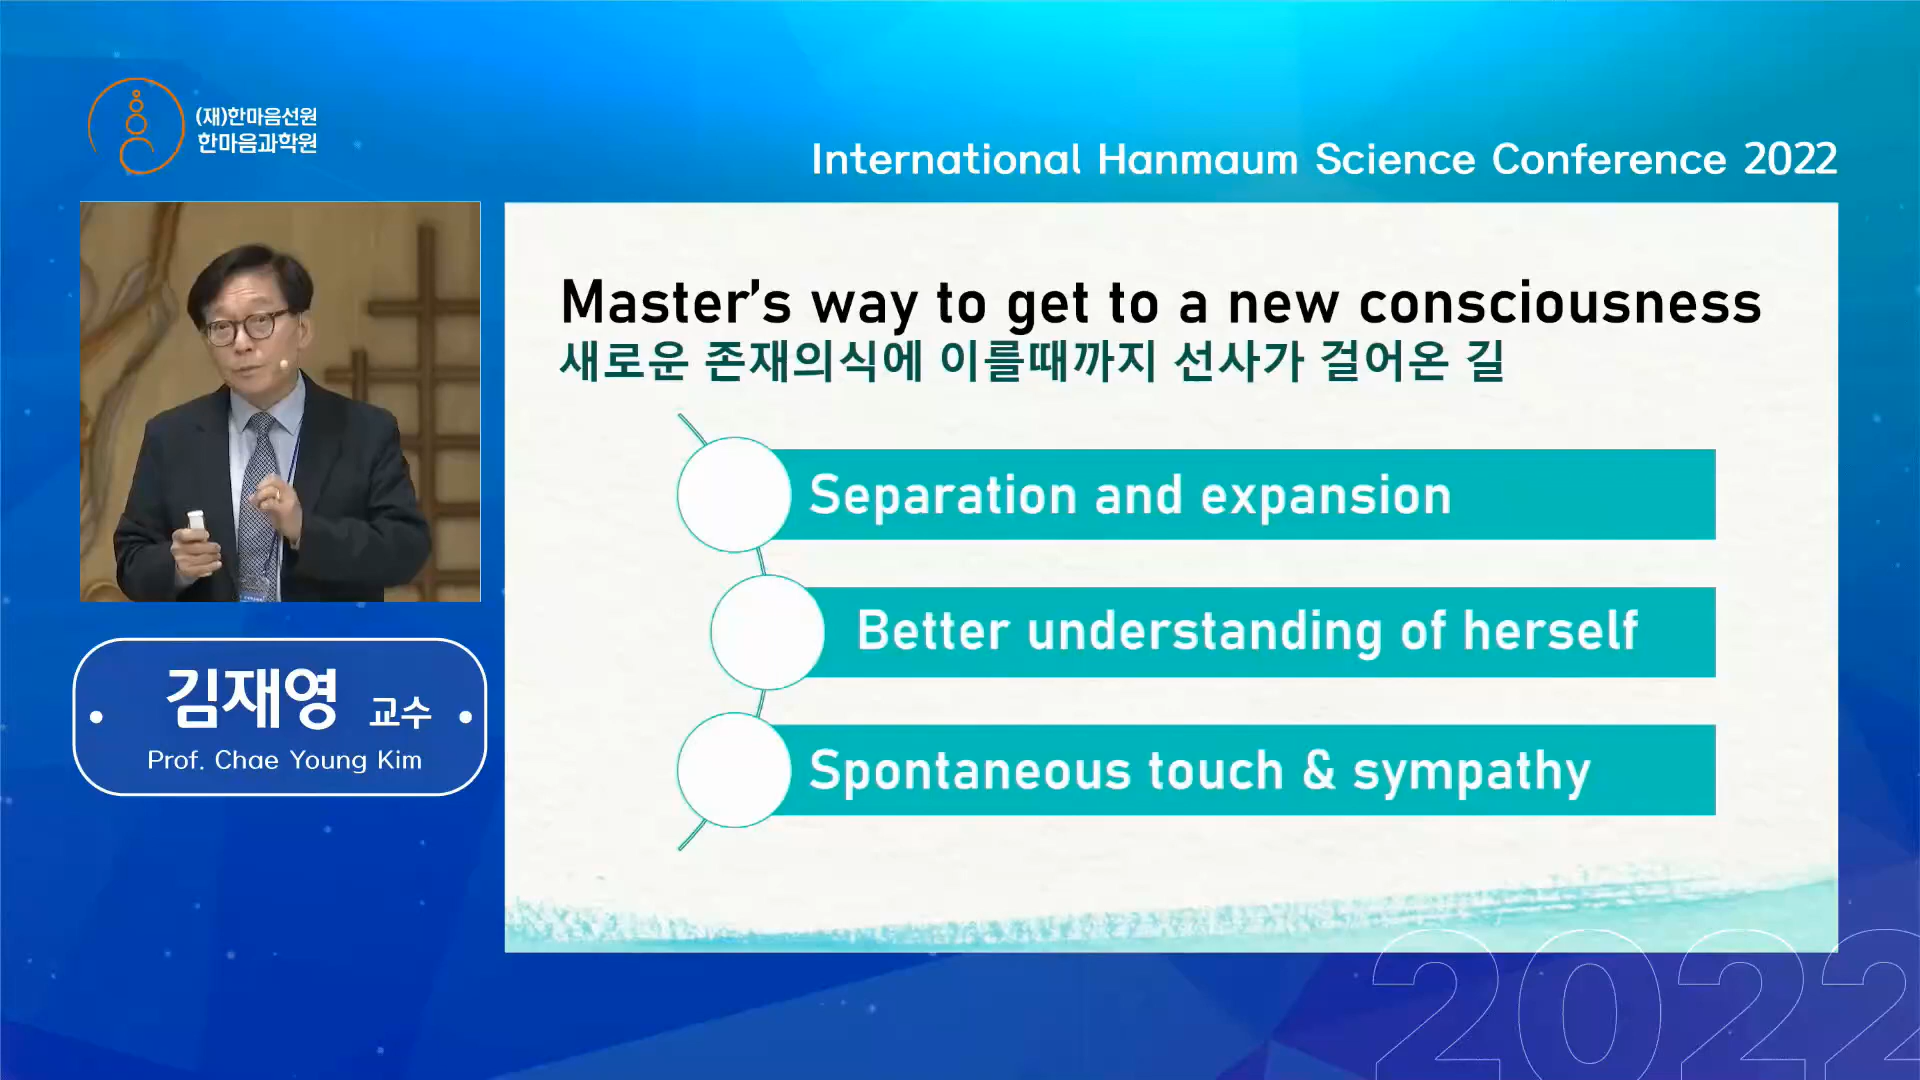 (재)한마음선원
한마음과학원
International Hanmaum Science Conference 2022
Master's way to get to a new consciousness
새로운 존재의식에 이를때까지 선사가 걸어온 길
Separation and expansion
Better understanding of herself
Spontaneous touch & sympathy
김재영 교수
Prof. Chae Young Kim
2022